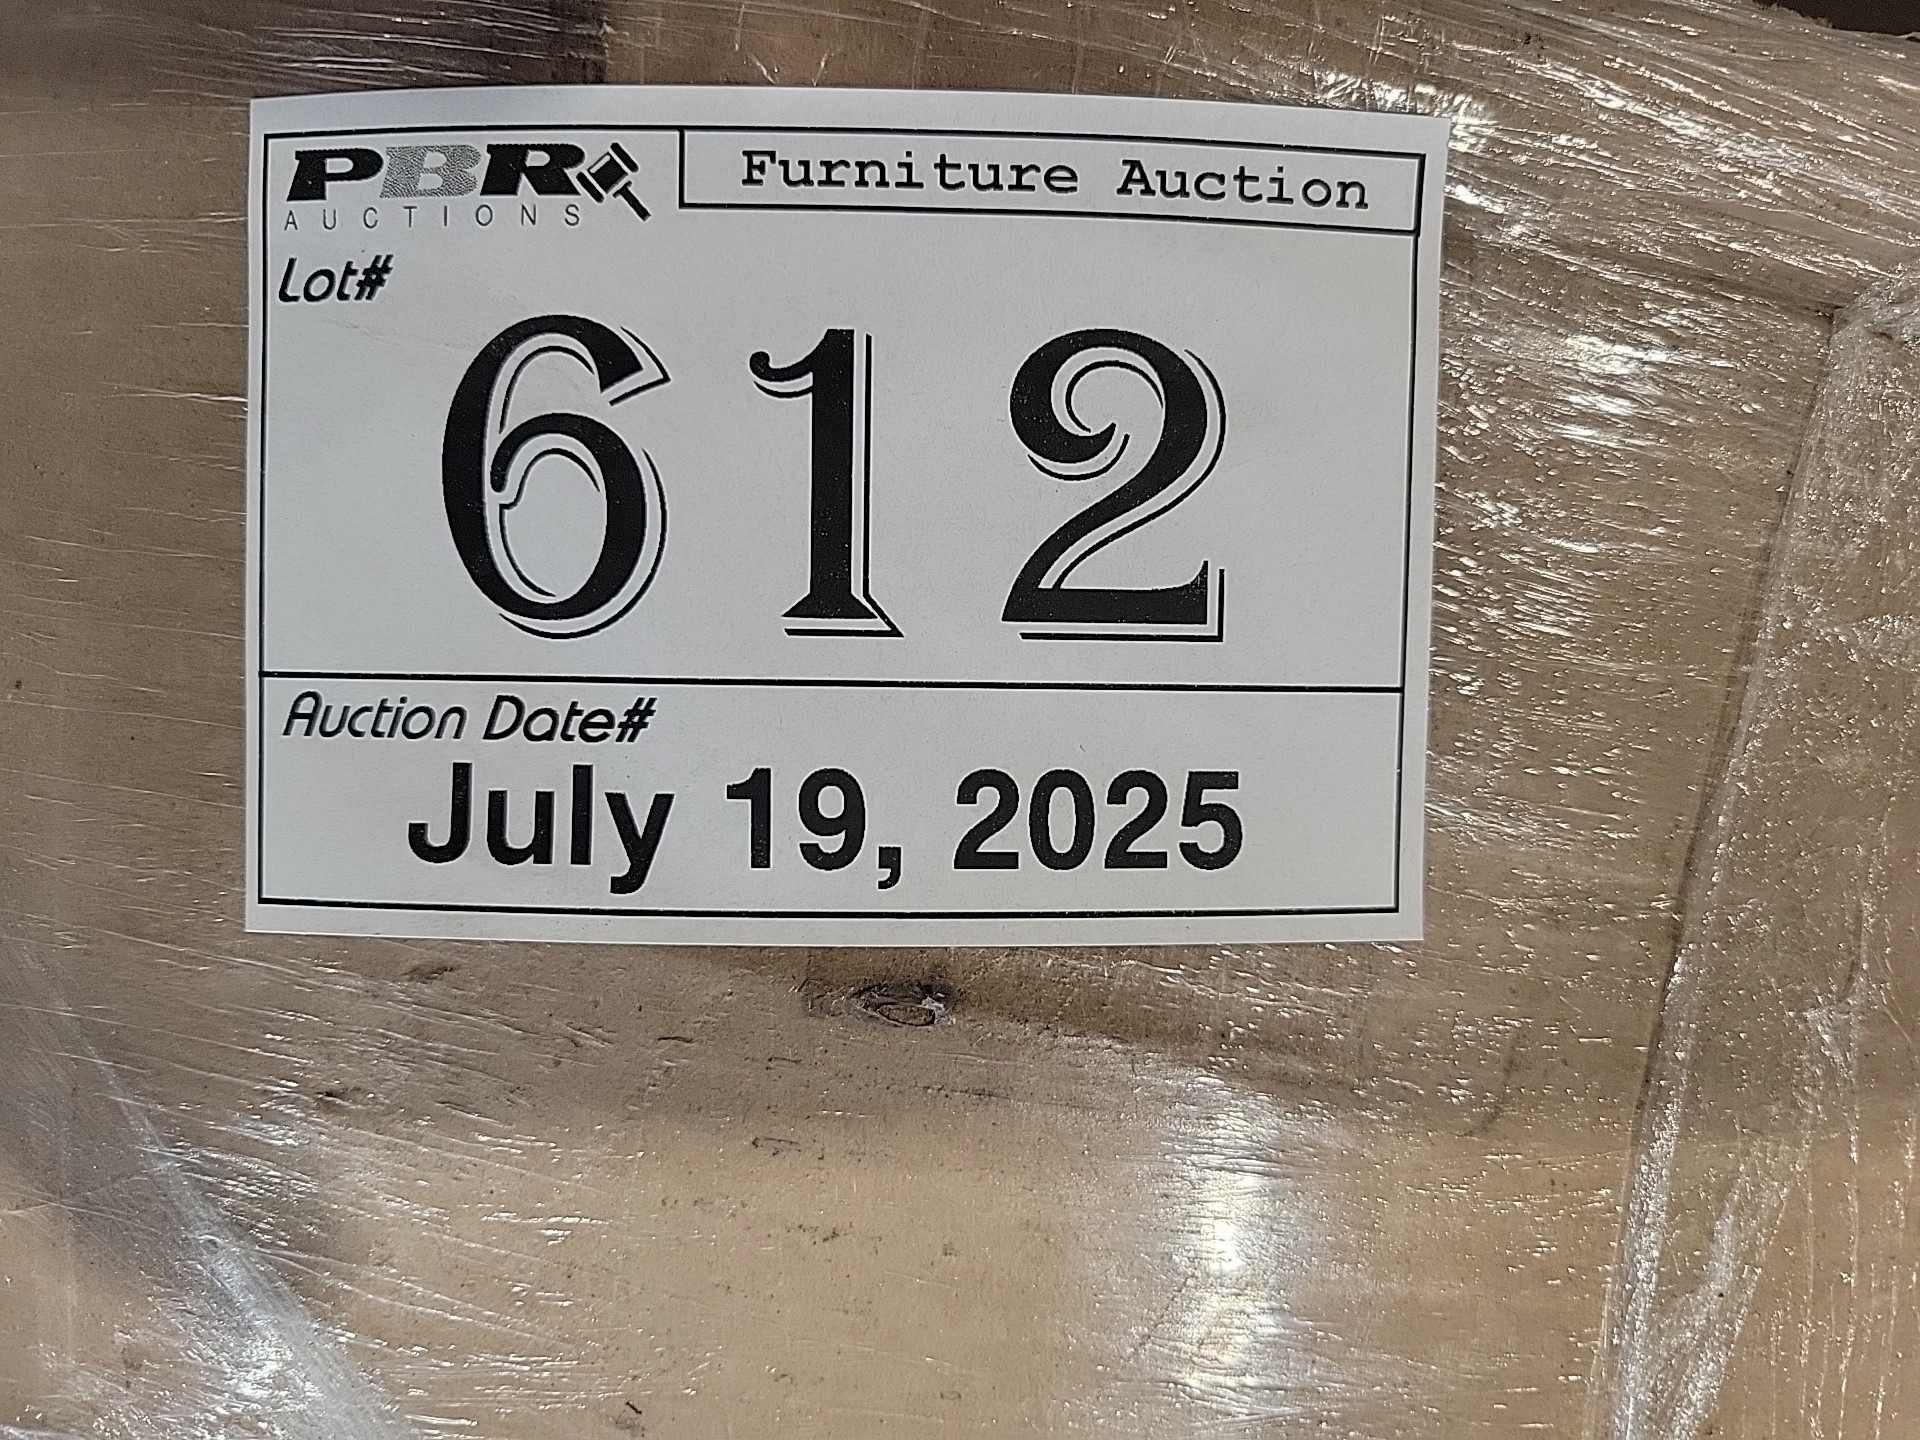 PBR
AUCTIONS
Furniture Auction
Lot#
612
Auction Date#
July 19, 2025